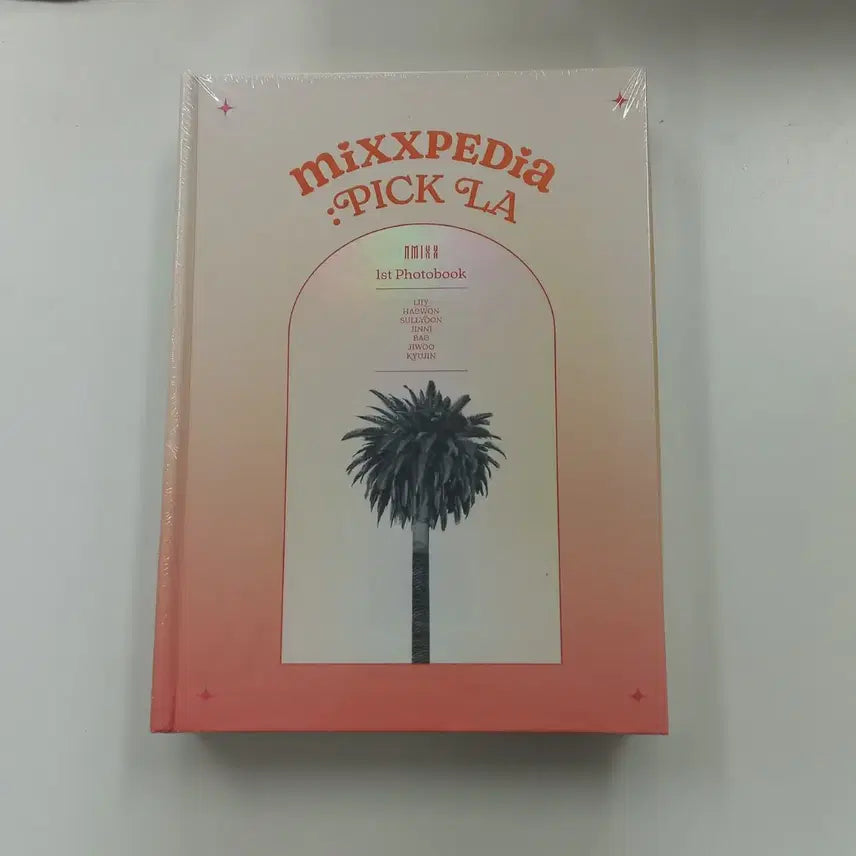 mixxpedia
:PICK LA
NMIXX
1st Photobook
LILY
HAEWON
SULLYOON
JINNI
BAE
JIWOO
KYUJIN